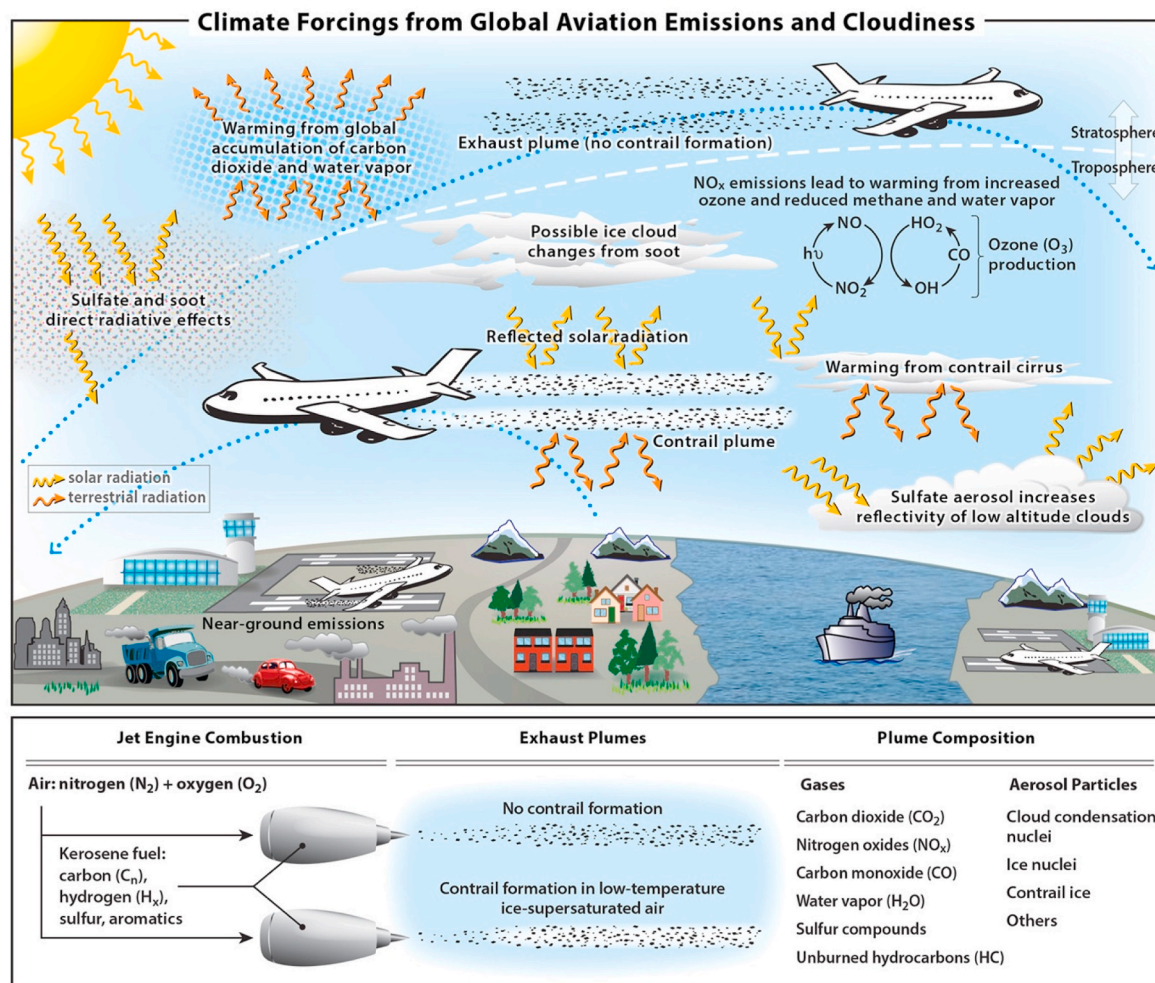 Climate Forcings from Global Aviation Emissions and Cloudiness
Warming from global
accumulation of carbon
dioxide and water vapor
Exhaust plume (no contrail formation)
Stratosphere
Troposphere
NOₓ emissions lead to warming from increased
ozone and reduced methane and water vapor
NO
HO₂
hυ
CO
NO₂
OH
Ozone (O₃)
production
Possible ice cloud
changes from soot
Sulfate and soot
direct radiative effects
Reflected solar radiation
Warming from contrail cirrus
Contrail plume
solar radiation
terrestrial radiation
Sulfate aerosol increases
reflectivity of low altitude clouds
Near-ground emissions
Jet Engine Combustion
Air: nitrogen (N₂) + oxygen (O₂)
Kerosene fuel:
carbon (Cₙ),
hydrogen (Hₓ),
sulfur, aromatics
Exhaust Plumes
No contrail formation
Contrail formation in low-temperature
ice-supersaturated air
Plume Composition
Gases
Carbon dioxide (CO₂)
Nitrogen oxides (NOₓ)
Carbon monoxide (CO)
Water vapor (H₂O)
Sulfur compounds
Unburned hydrocarbons (HC)
Aerosol Particles
Cloud condensation
nuclei
Ice nuclei
Contrail ice
Others